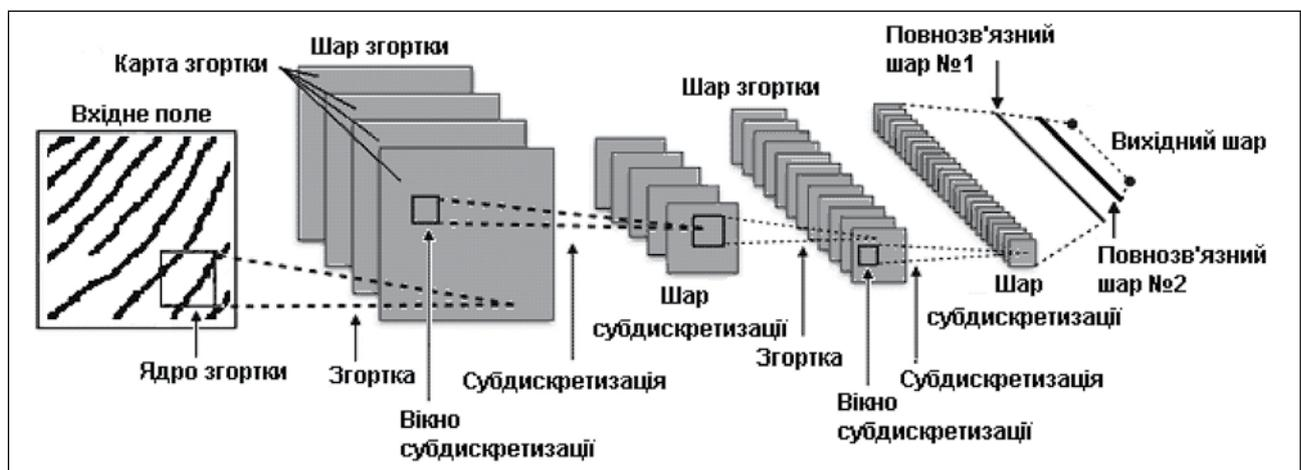 Вхідне поле
Карта згортки
Шар згортки
Ядро згортки
Згортка
Вікно
субдискретизації
Субдискретизація
Шар
субдискретизації
Шар згортки
Згортка
Вікно
субдискретизації
Субдискретизація
Шар
субдискретизації
Повнозв'язний
шар №1
Вихідний шар
Повнозв'язний
шар №2